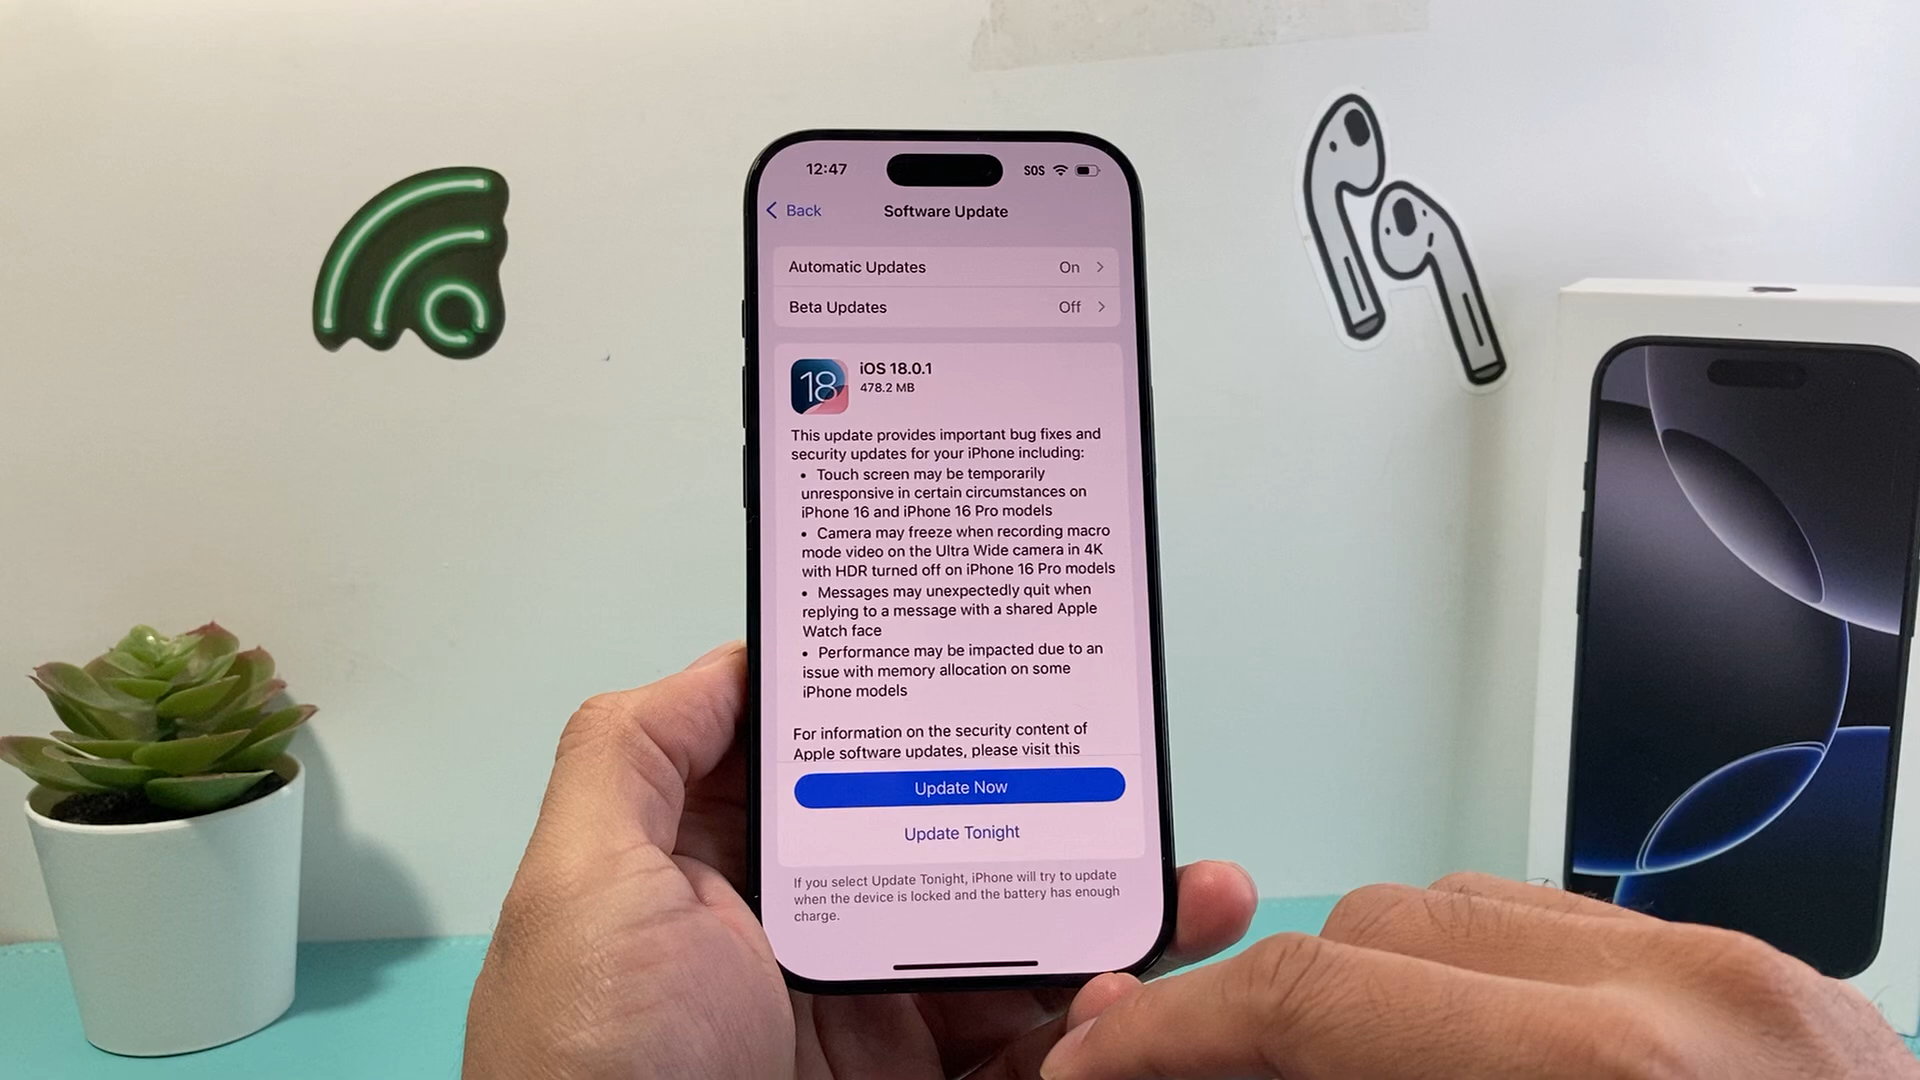 12:47
SOS
Back
Software Update
Automatic Updates On
Beta Updates Off
18
iOS 18.0.1
478.2 MB
This update provides important bug fixes and
security updates for your iPhone including:
• Touch screen may be temporarily
unresponsive in certain circumstances on
iPhone 16 and iPhone 16 Pro models
• Camera may freeze when recording macro
mode video on the Ultra Wide camera in 4K
with HDR turned off on iPhone 16 Pro models
• Messages may unexpectedly quit when
replying to a message with a shared Apple
Watch face
• Performance may be impacted due to an
issue with memory allocation on some
iPhone models
For information on the security content of
Apple software updates, please visit this
Update Now
Update Tonight
If you select Update Tonight, iPhone will try to update
when the device is locked and the battery has enough
charge.